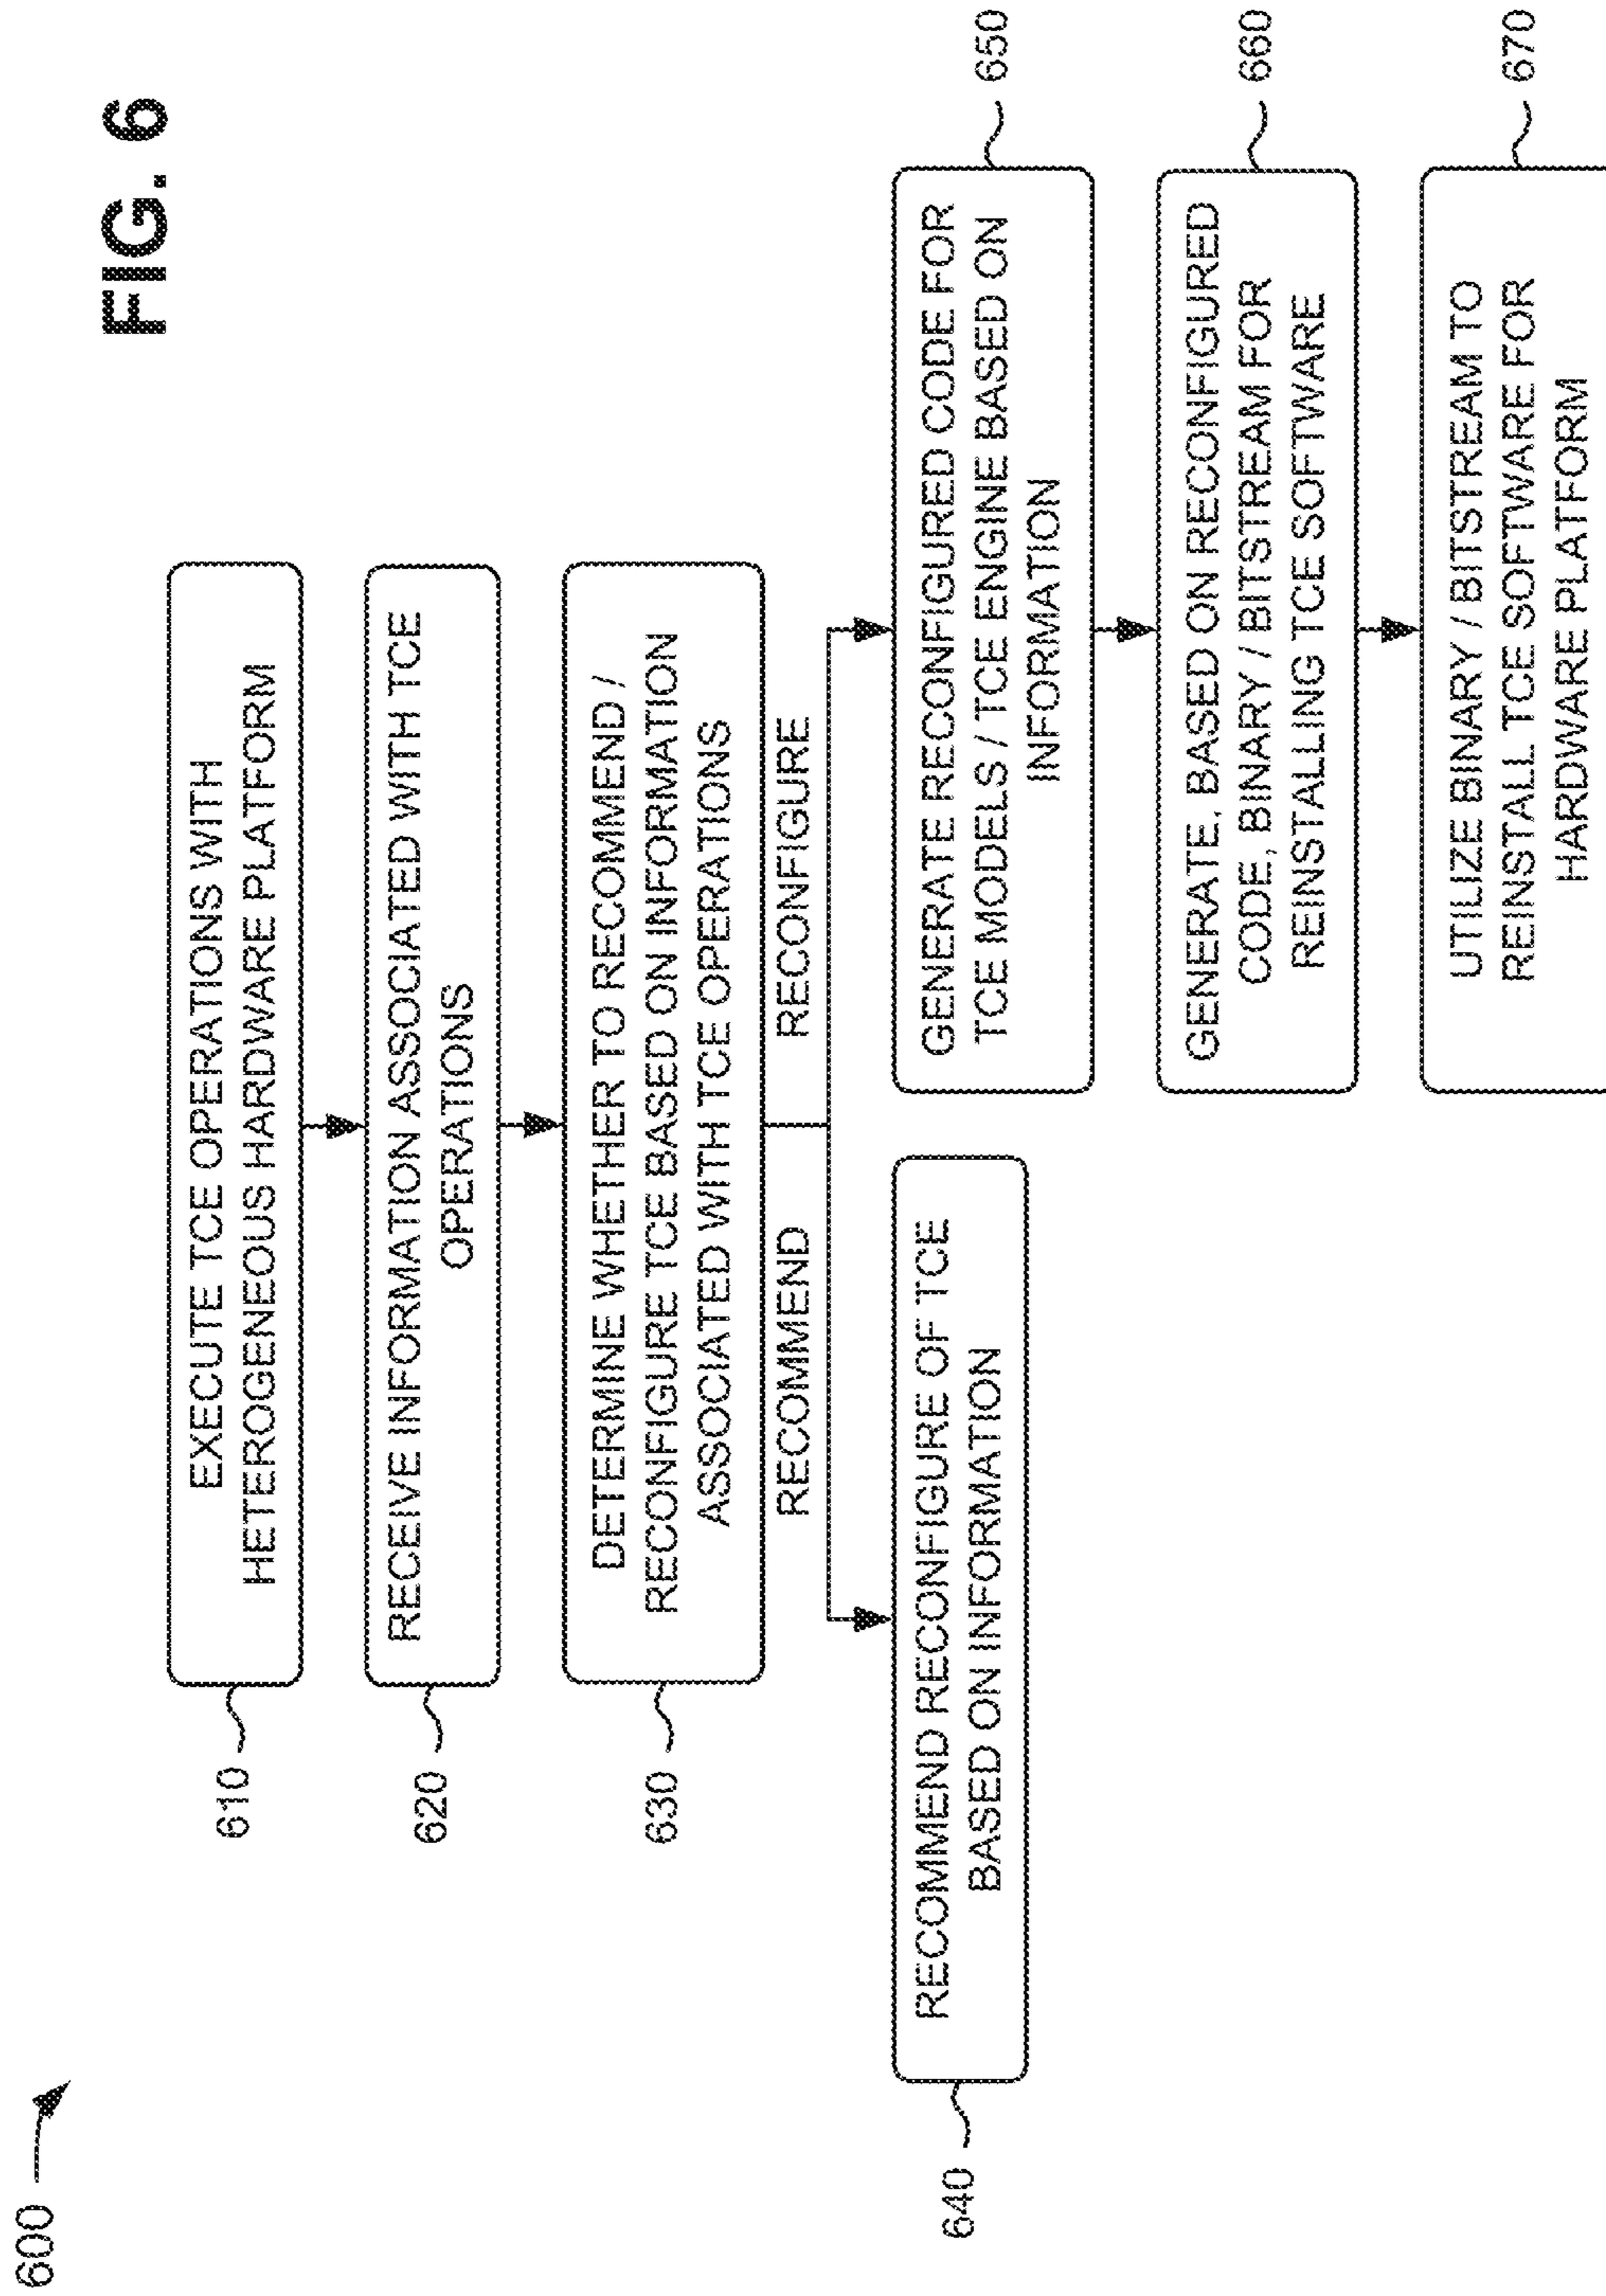 600
FIG. 6
610
EXECUTE TCE OPERATIONS WITH
HETEROGENEOUS HARDWARE PLATFORM
620
RECEIVE INFORMATION ASSOCIATED WITH TCE
OPERATIONS
630
DETERMINE WHETHER TO RECOMMEND /
RECONFIGURE TCE BASED ON INFORMATION
ASSOCIATED WITH TCE OPERATIONS
RECOMMEND
RECONFIGURE
640
RECOMMEND RECONFIGURE OF TCE
BASED ON INFORMATION
GENERATE RECONFIGURED CODE FOR
TCE MODELS / TCE ENGINE BASED ON
INFORMATION
650
GENERATE, BASED ON RECONFIGURED
CODE, BINARY / BITSTREAM FOR
REINSTALLING TCE SOFTWARE
660
UTILIZE BINARY / BITSTREAM TO
REINSTALL TCE SOFTWARE FOR
HARDWARE PLATFORM
670